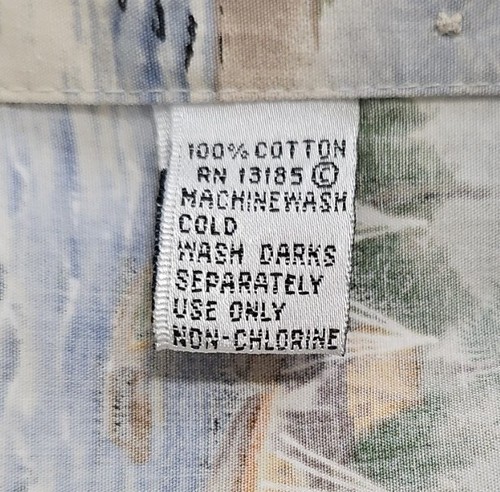 100% COTTON
RN 13185 ©
MACHINEWASH
COLD
WASH DARKS
SEPARATELY
USE ONLY
NON-CHLORINE